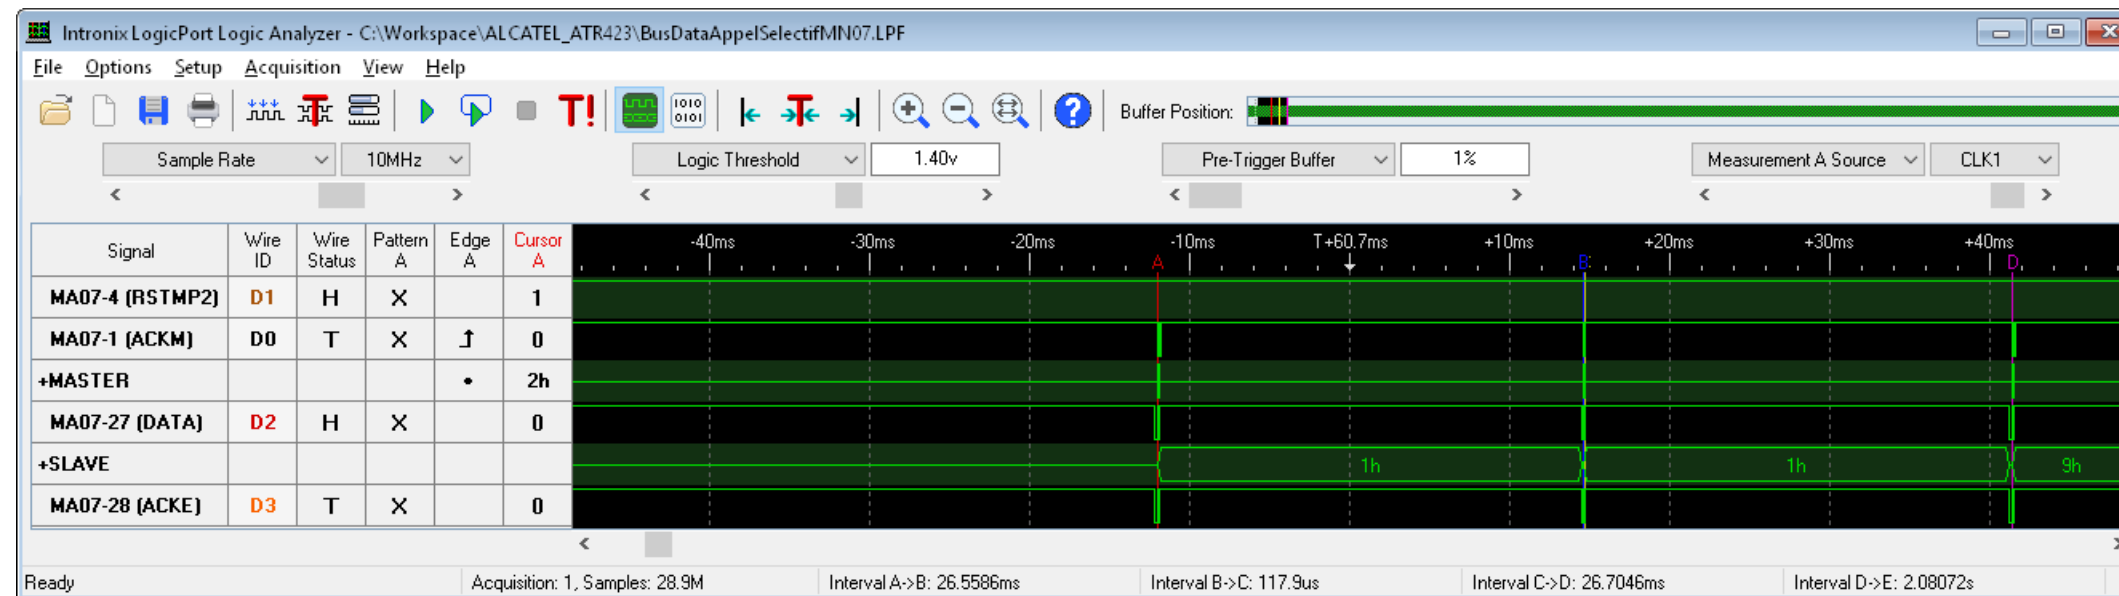 Intronix LogicPort Logic Analyzer - C:\Workspace\ALCATEL_ATR423\BusDataAppelSelectifMN07.LPF
File Options Setup Acquisition View Help
T! 1010 0101 ? Buffer Position:
Sample Rate 10MHz Logic Threshold 1.40v Pre-Trigger Buffer 1% Measurement A Source CLK1
Signal Wire ID Wire Status Pattern A Edge A Cursor A -40ms -30ms -20ms -10ms T+60.7ms +10ms +20ms +30ms +40ms
A B D
MA07-4 (RSTMP2) D1 H X 1
MA07-1 (ACKM) D0 T X 0
+MASTER 2h
MA07-27 (DATA) D2 H X 0
+SLAVE 1h 1h 9h
MA07-28 (ACKE) D3 T X 0
Ready Acquisition: 1, Samples: 28.9M Interval A->B: 26.5586ms Interval B->C: 117.9us Interval C->D: 26.7046ms Interval D->E: 2.08072s